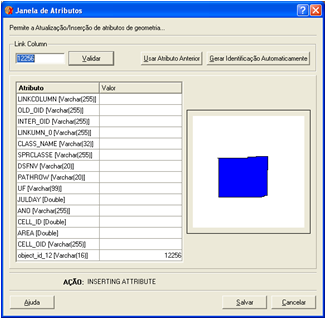 Janela de Atributos
Permite a Atualização/Inserção de atributos de geometria...
Link Column
12256
Validar
Usar Atributo Anterior
Gerar Identificação Automaticamente
Atributo Valor
LINKCOLUMN [Varchar(255)]
OLD_OID [Varchar(255)]
INTER_OID [Varchar(255)]
LINKUMN_0 [Varchar(255)]
CLASS_NAME [Varchar(32)]
SPRCLASSE [Varchar(255)]
DSFNV [Varchar(20)]
PATHROW [Varchar(20)]
UF [Varchar(99)]
JULDAY [Double]
ANO [Varchar(255)]
CELL_ID [Double]
AREA [Double]
CELL_OID [Varchar(255)]
object_id_12 [Varchar(16)] 12256
AÇÃO: INSERTING ATTRIBUTE
Ajuda
Salvar
Cancelar